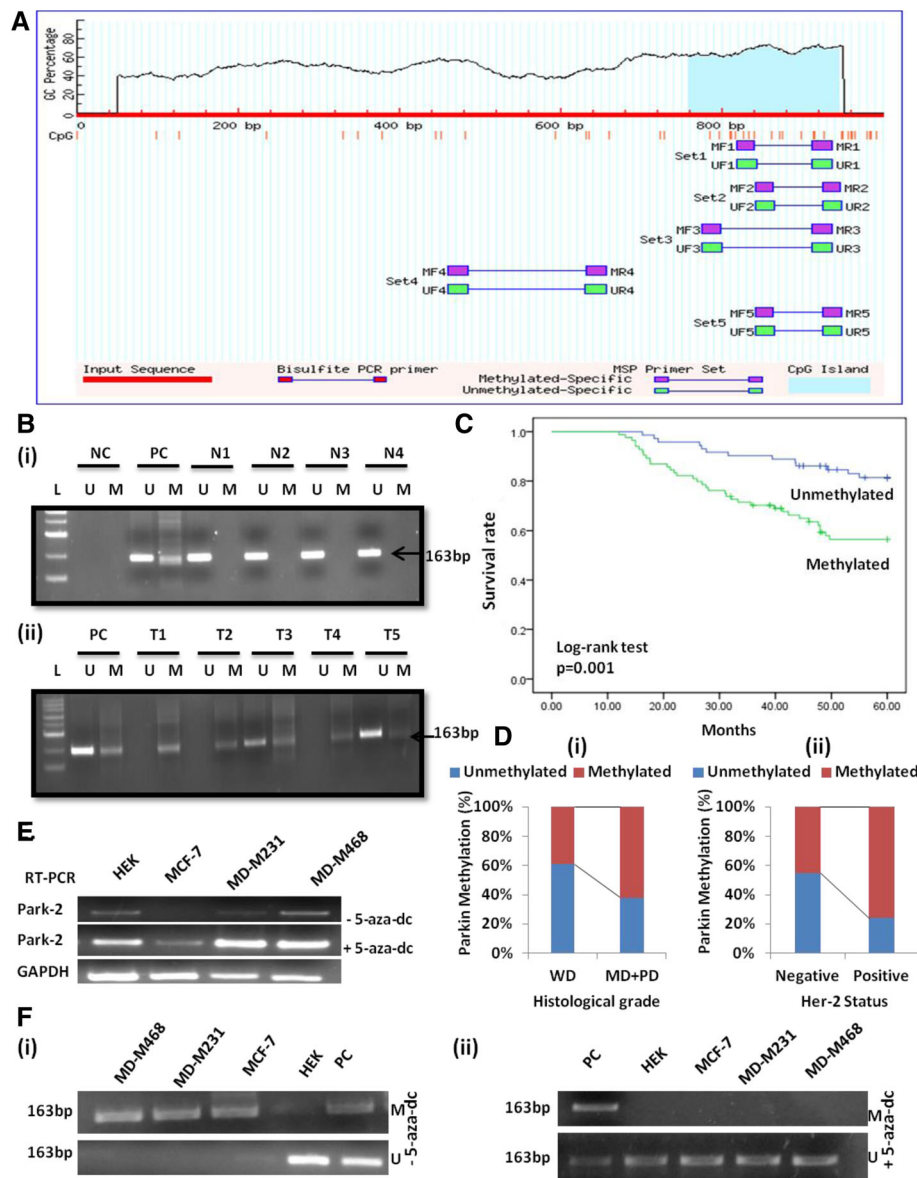 A
GC Percentage
80
60
40
20
0
0 200 bp 400 bp 600 bp 800 bp
CpG
MF1 MR1
Set1
UF1 UR1
MF2 MR2
Set2
UF2 UR2
MF3 MR3
Set3
UF3 UR3
MF4 MR4
Set4
UF4 UR4
MF5 MR5
Set5
UF5 UR5
Input Sequence Bisulfite PCR primer MSP Primer Set CpG Island
Methylated-Specific
Unmethylated-Specific
B
(i)
NC PC N1 N2 N3 N4
L U M U M U M U M U M U M
163bp
(ii)
PC T1 T2 T3 T4 T5
L U M U M U M U M U M U M
163bp
C
Survival rate
1.0
0.8
0.6
0.4
0.2
0.0
Unmethylated
Methylated
Log-rank test
p=0.001
0.00 10.00 20.00 30.00 40.00 50.00 60.00
Months
D
(i)
Unmethylated Methylated
Parkin Methylation (%)
100%
80%
60%
40%
20%
0%
WD MD+PD
Histological grade
(ii)
Unmethylated Methylated
Parkin Methylation (%)
100%
80%
60%
40%
20%
0%
Negative Positive
Her-2 Status
E
RT-PCR HEK MCF-7 MD-M231 MD-M468
Park-2 - 5-aza-dc
Park-2 + 5-aza-dc
GAPDH
F
(i)
MD-M468 MD-M231 MCF-7 HEK PC
163bp M
163bp U
- 5-aza-dc
(ii)
PC HEK MCF-7 MD-M231 MD-M468
163bp M
163bp U
+ 5-aza-dc